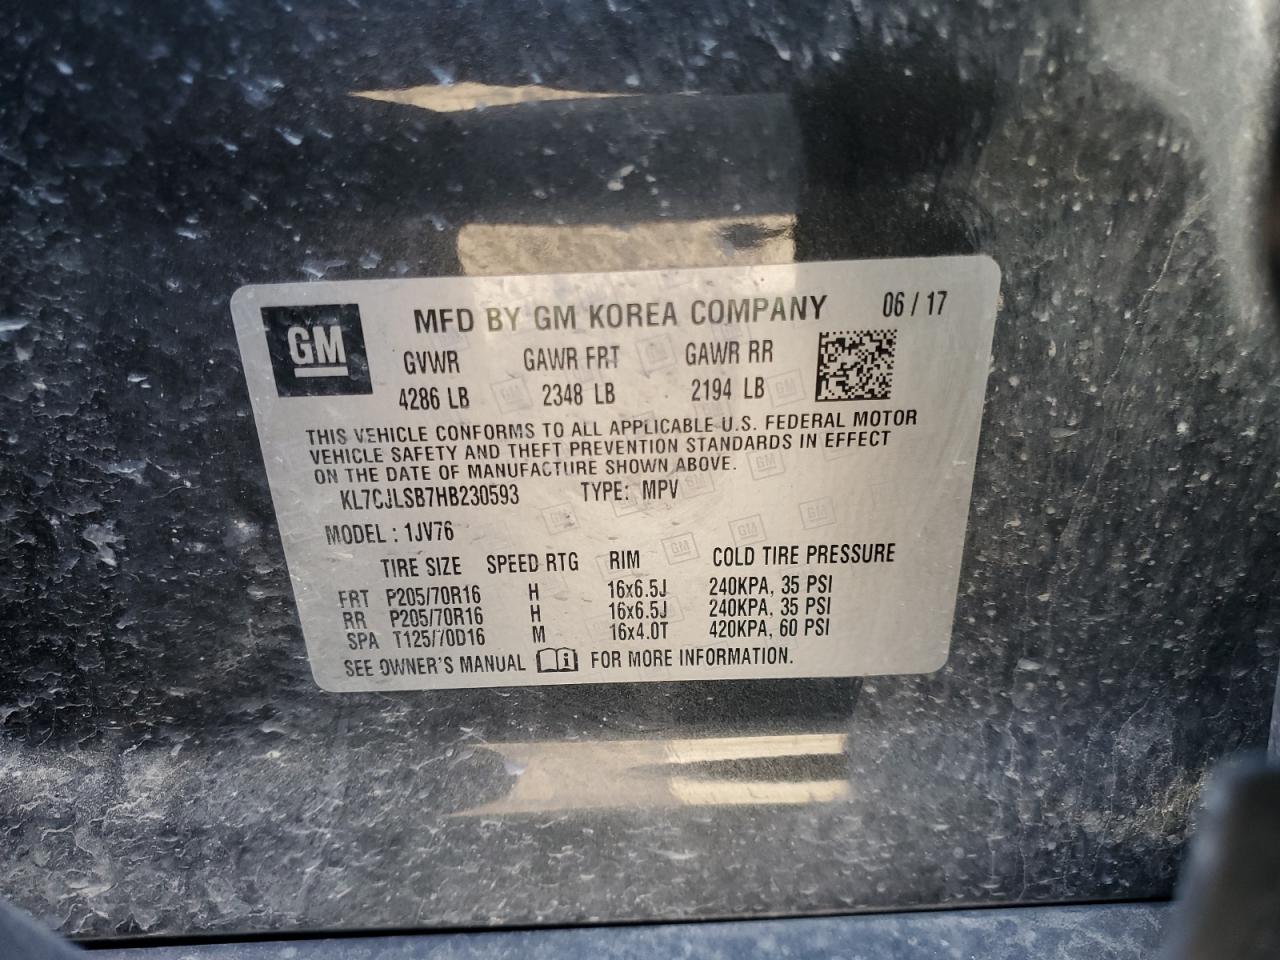 GM
MFD BY GM KOREA COMPANY 06 / 17
GVWR GAWR FRT GAWR RR
4286 LB 2348 LB 2194 LB
THIS VEHICLE CONFORMS TO ALL APPLICABLE U.S. FEDERAL MOTOR
VEHICLE SAFETY AND THEFT PREVENTION STANDARDS IN EFFECT
ON THE DATE OF MANUFACTURE SHOWN ABOVE.
KL7CJLSB7HB230593 TYPE: MPV
MODEL : 1JV76
TIRE SIZE SPEED RTG RIM COLD TIRE PRESSURE
FRT P205/70R16 H 16x6.5J 240KPA, 35 PSI
RR P205/70R16 H 16x6.5J 240KPA, 35 PSI
SPA T125/70D16 M 16x4.0T 420KPA, 60 PSI
SEE OWNER'S MANUAL FOR MORE INFORMATION.